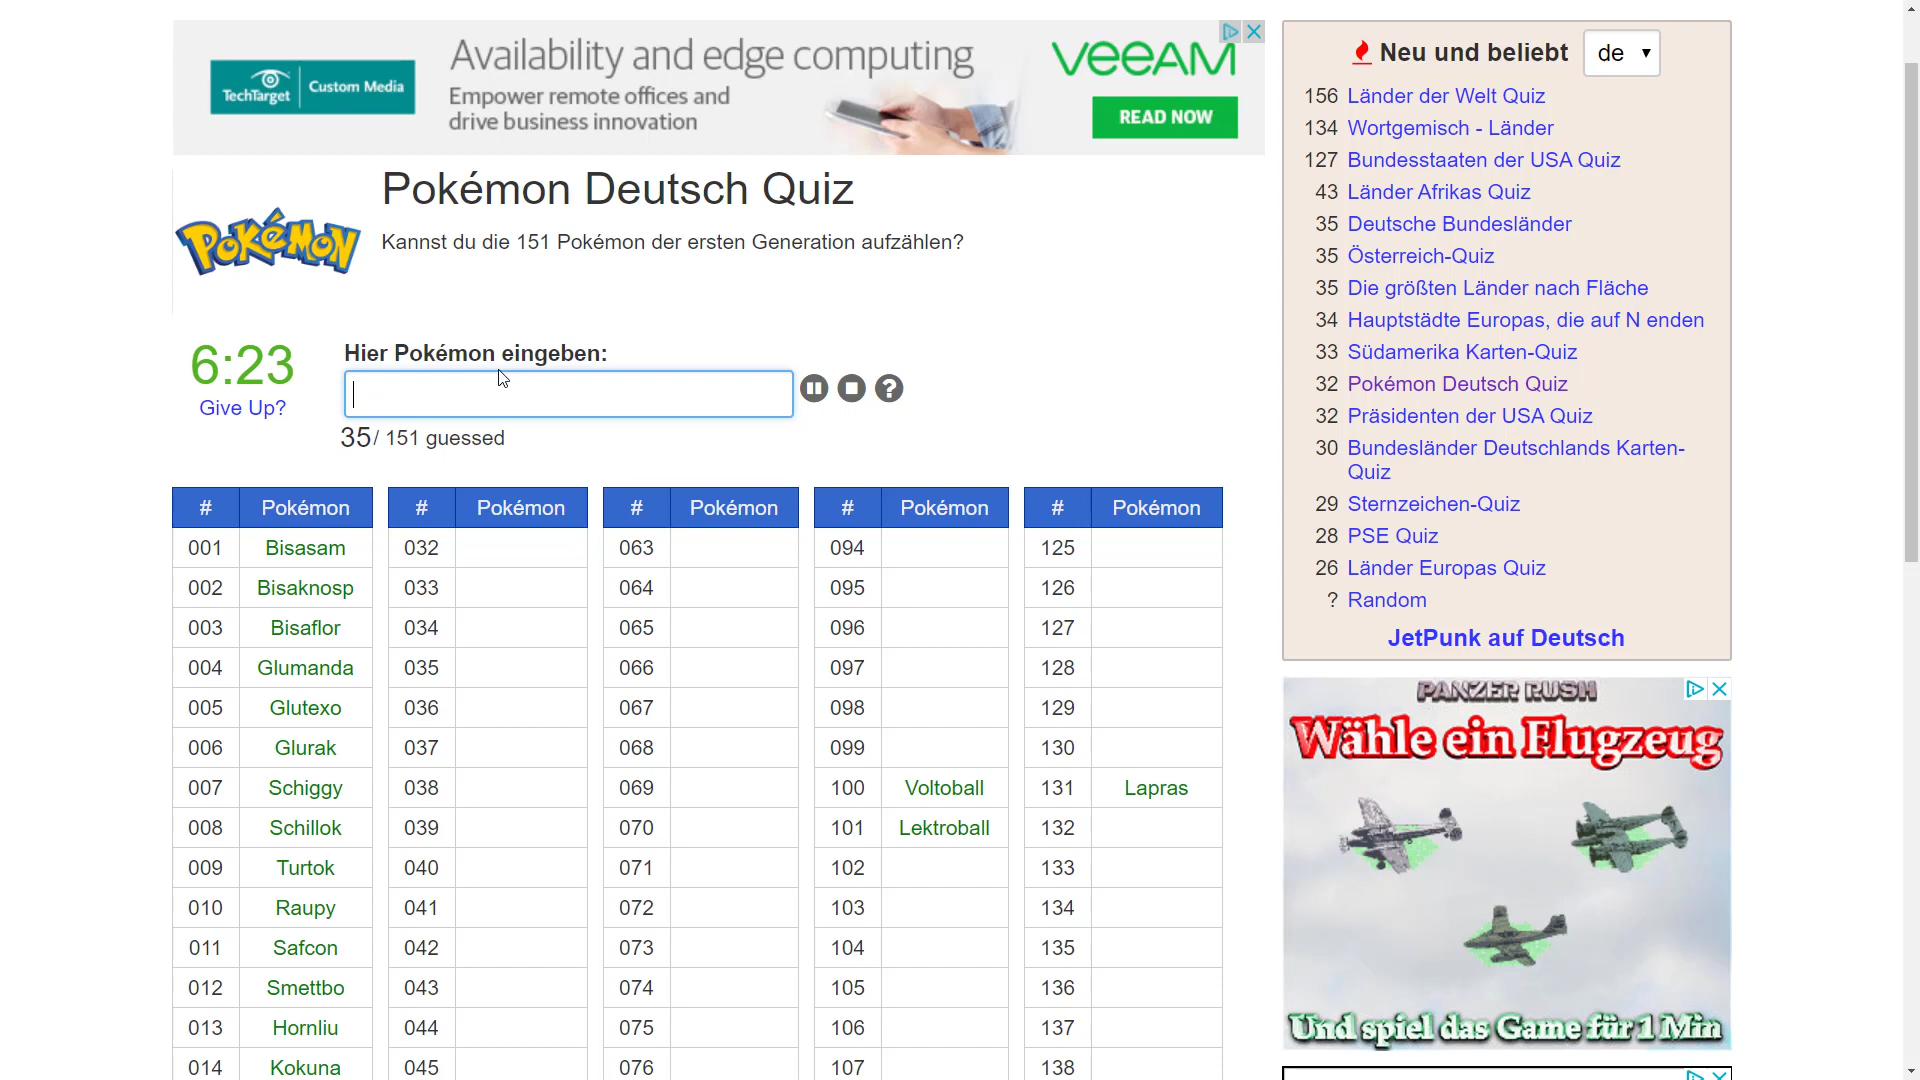 TechTarget
Custom Media
Availability and edge computing
Empower remote offices and
drive business innovation
veeam
READ NOW
Pokémon
Pokémon Deutsch Quiz
Kannst du die 151 Pokémon der ersten Generation aufzählen?
6:23
Give Up?
Hier Pokémon eingeben:
?
35/ 151 guessed
# Pokémon # Pokémon # Pokémon # Pokémon # Pokémon
001 Bisasam 032 063 094 125
002 Bisaknosp 033 064 095 126
003 Bisaflor 034 065 096 127
004 Glumanda 035 066 097 128
005 Glutexo 036 067 098 129
006 Glurak 037 068 099 130
007 Schiggy 038 069 100 Voltoball 131 Lapras
008 Schillok 039 070 101 Lektroball 132
009 Turtok 040 071 102 133
010 Raupy 041 072 103 134
011 Safcon 042 073 104 135
012 Smettbo 043 074 105 136
013 Hornliu 044 075 106 137
014 Kokuna 045 076 107 138
Neu und beliebt de
156 Länder der Welt Quiz
134 Wortgemisch - Länder
127 Bundesstaaten der USA Quiz
43 Länder Afrikas Quiz
35 Deutsche Bundesländer
35 Österreich-Quiz
35 Die größten Länder nach Fläche
34 Hauptstädte Europas, die auf N enden
33 Südamerika Karten-Quiz
32 Pokémon Deutsch Quiz
32 Präsidenten der USA Quiz
30 Bundesländer Deutschlands Karten-
Quiz
29 Sternzeichen-Quiz
28 PSE Quiz
26 Länder Europas Quiz
? Random
JetPunk auf Deutsch
PANZER RUSH
Wähle ein Flugzeug
Und spiel das Game für 1 Min